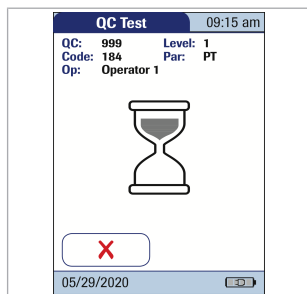 QC Test 09:15 am
QC: 999 Level: 1
Code: 184 Par: PT
Op: Operator 1
05/29/2020